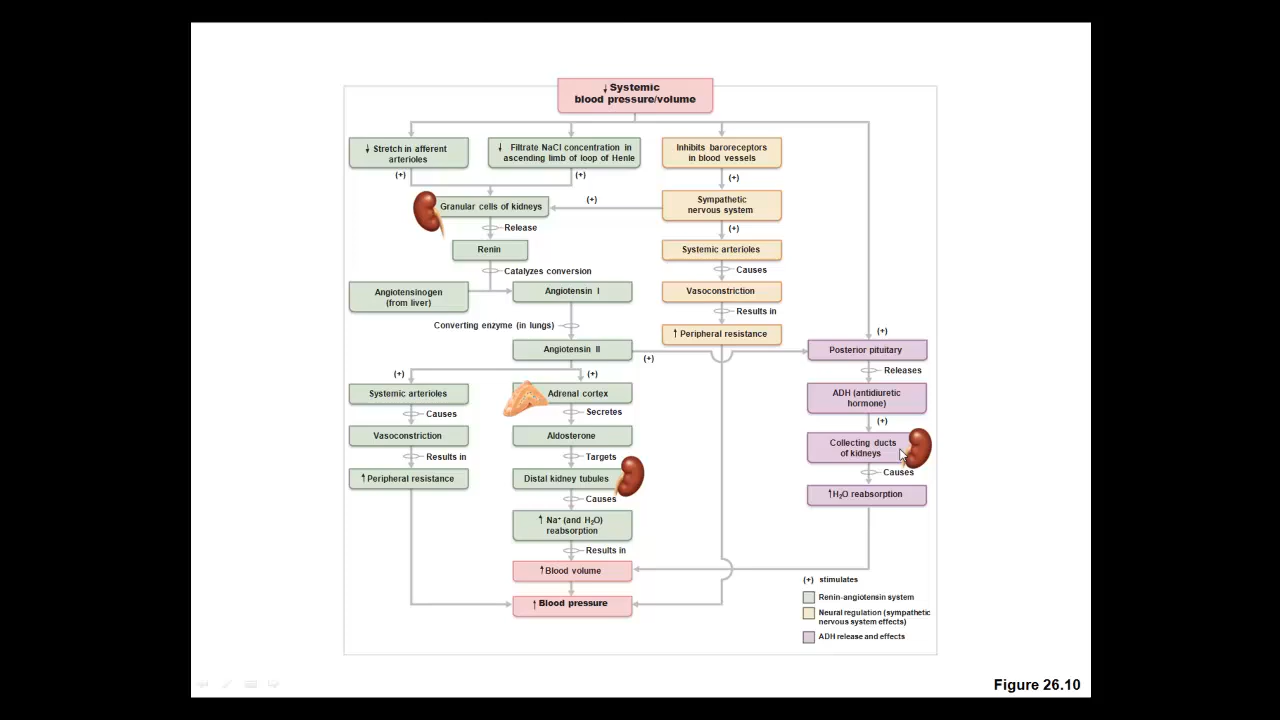 ↓ Systemic
blood pressure/volume
↓ Stretch in afferent
arterioles
↓ Filtrate NaCl concentration in
ascending limb of loop of Henle
Inhibits baroreceptors
in blood vessels
(+)
(+)
(+)
Granular cells of kidneys
(+)
Sympathetic
nervous system
Release
(+)
Renin
Systemic arterioles
Catalyzes conversion
Causes
Angiotensinogen
(from liver)
Angiotensin I
Vasoconstriction
Converting enzyme (in lungs)
Results in
↑ Peripheral resistance
(+)
Angiotensin II
(+)
Posterior pituitary
(+)
(+)
Releases
Systemic arterioles
Adrenal cortex
ADH (antidiuretic
hormone)
Causes
Secretes
(+)
Vasoconstriction
Aldosterone
Collecting ducts
of kidneys
Results in
Targets
Causes
↑ Peripheral resistance
Distal kidney tubules
↑ H₂O reabsorption
Causes
↑ Na⁺ (and H₂O)
reabsorption
Results in
↑ Blood volume
↑ Blood pressure
(+) stimulates
Renin-angiotensin system
Neural regulation (sympathetic
nervous system effects)
ADH release and effects
Figure 26.10